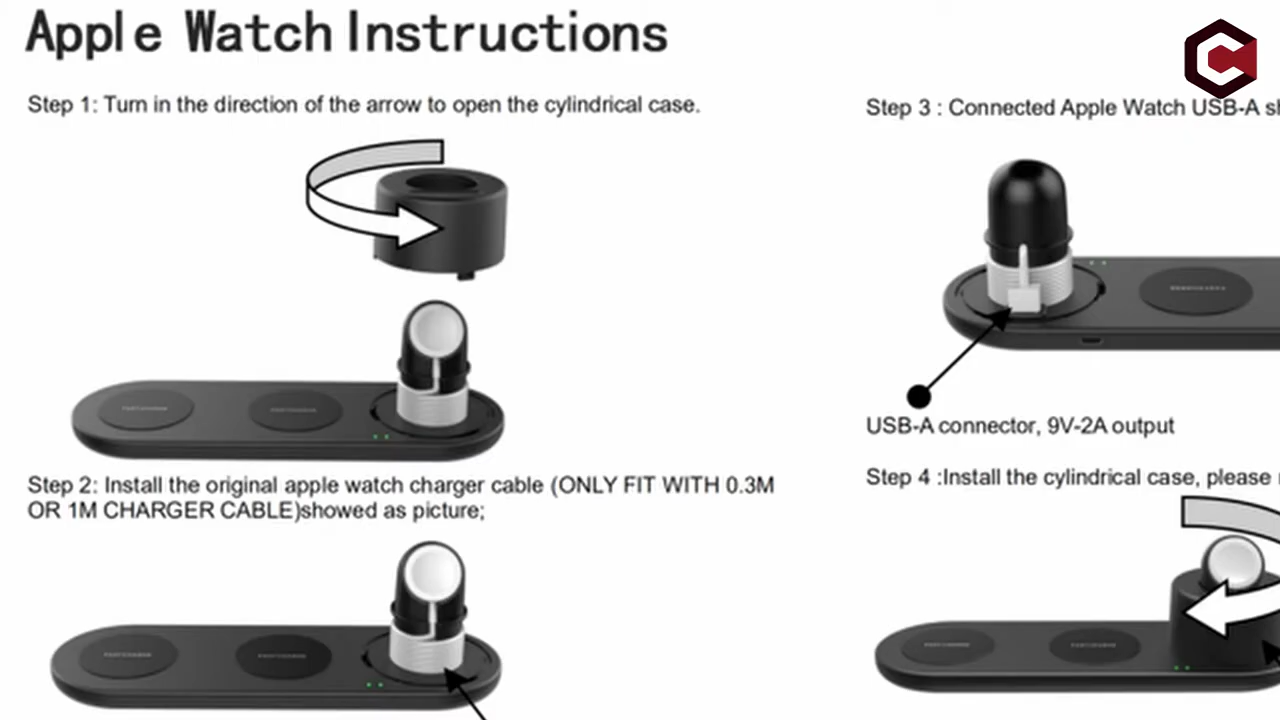 Apple Watch Instructions
Step 1: Turn in the direction of the arrow to open the cylindrical case.
Step 2: Install the original apple watch charger cable (ONLY FIT WITH 0.3M
OR 1M CHARGER CABLE)showed as picture;
Step 3 : Connected Apple Watch USB-A
USB-A connector, 9V-2A output
Step 4 :Install the cylindrical case, please